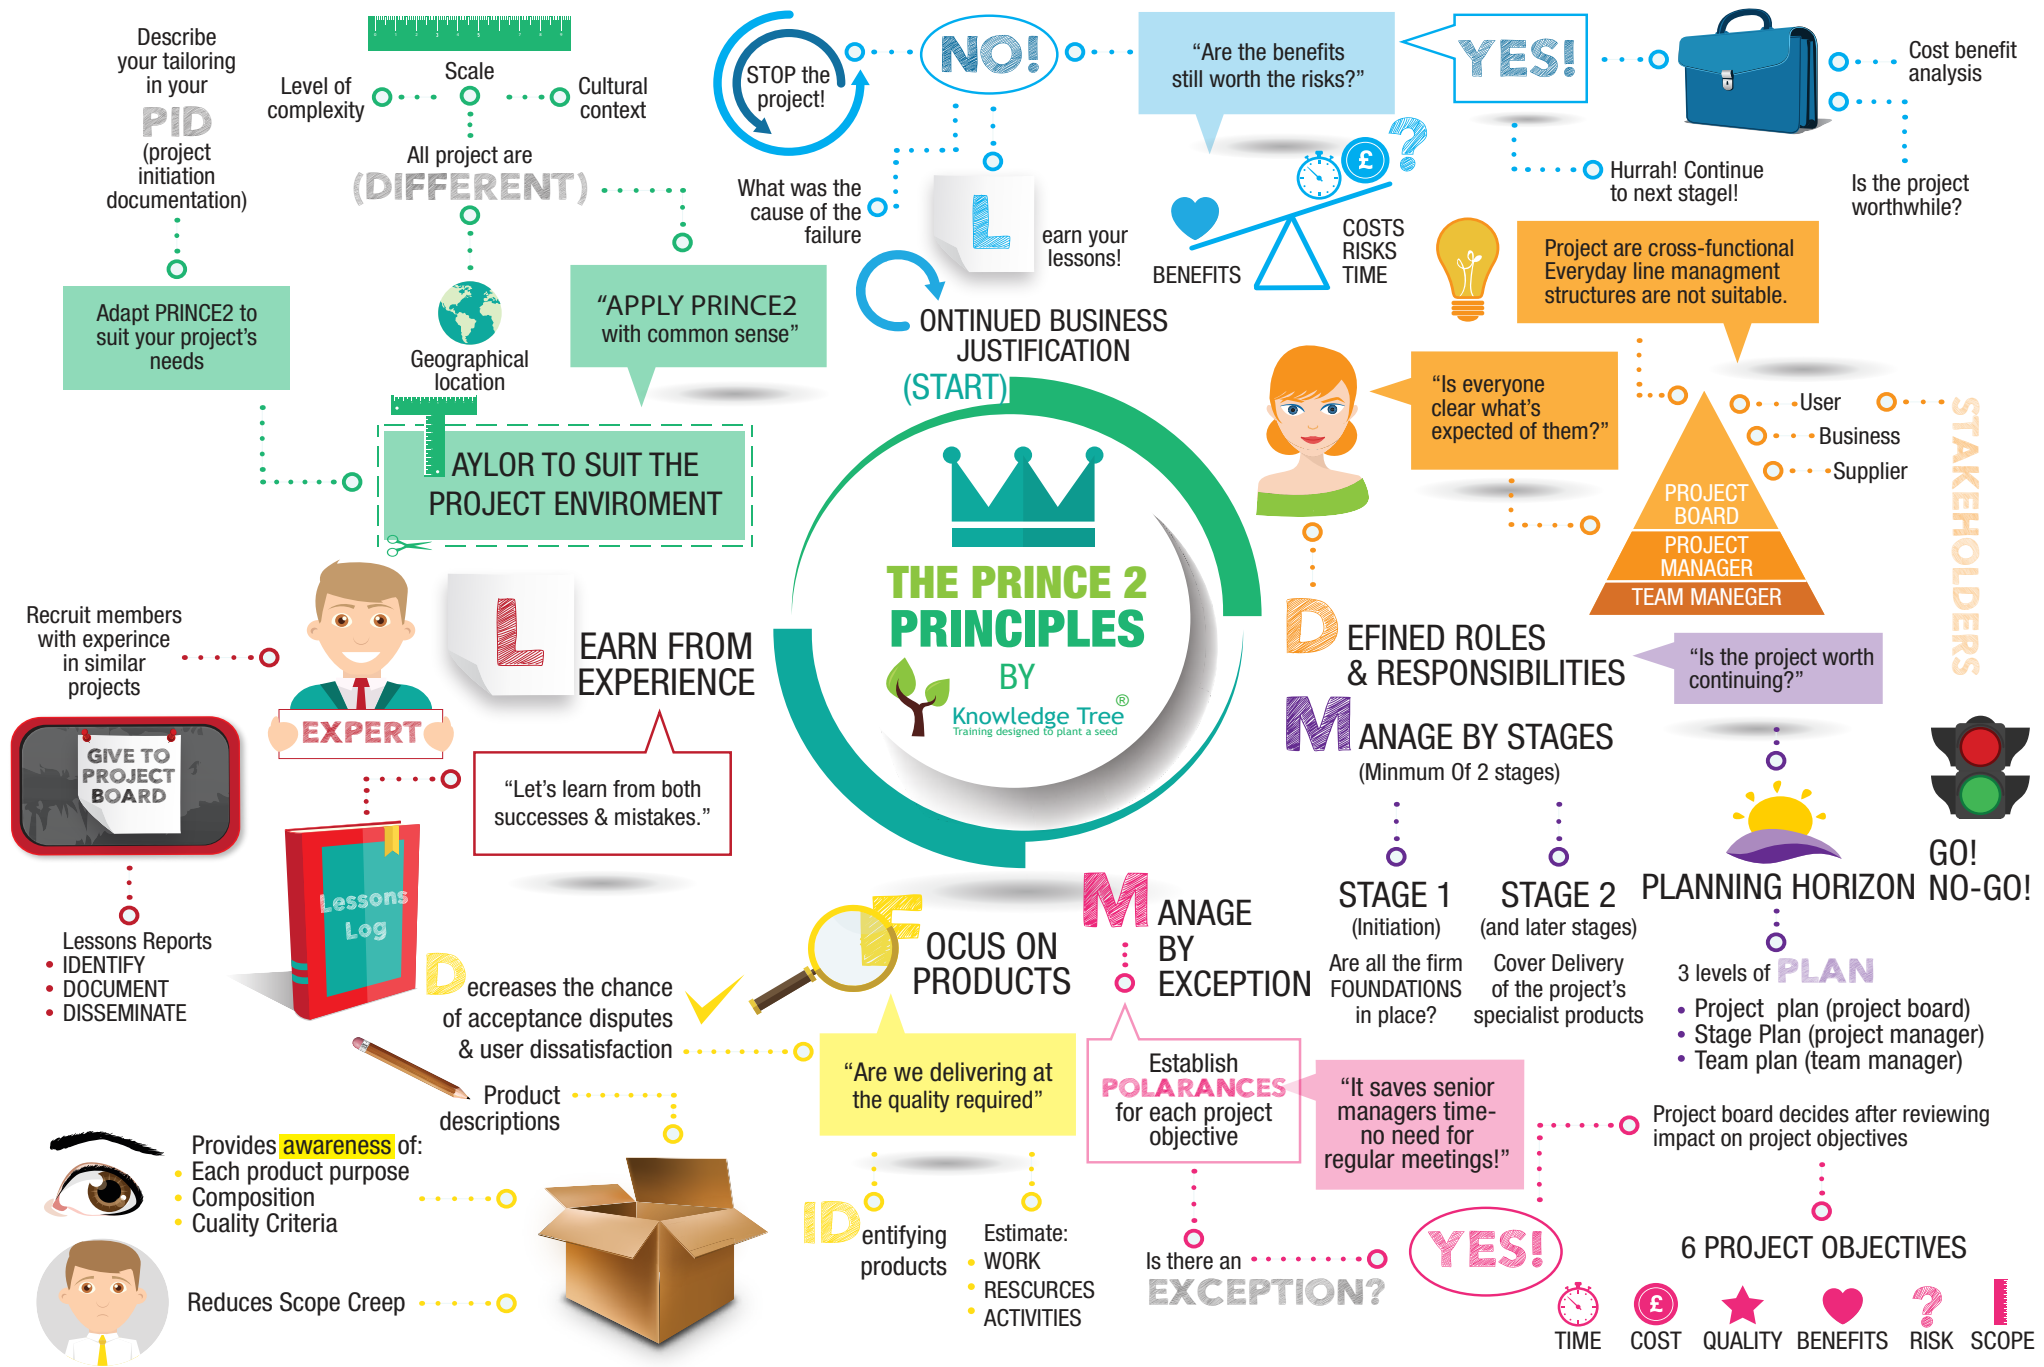 Describe
your tailoring
in your
PID
(project
initiation
documentation)
Adapt PRINCE2 to
suit your project's
needs
Level of
complexity
Scale
Cultural
context
All project are
(DIFFERENT)
Geographical
location
“APPLY PRINCE2
with common sense”
TAYLOR TO SUIT THE
PROJECT ENVIROMENT
STOP the
project!
NO!
“Are the benefits
still worth the risks?”
YES!
Cost benefit
analysis
Is the project
worthwhile?
Hurrah! Continue
to next stagel!
What was the
cause of the
failure
Learn your
lessons!
£
?
BENEFITS
COSTS
RISKS
TIME
CONTINUED BUSINESS
JUSTIFICATION
(START)
Project are cross-functional
Everyday line managment
structures are not suitable.
“Is everyone
clear what's
expected of them?”
User
Business
Supplier
STAKEHOLDERS
PROJECT
BOARD
PROJECT
MANAGER
TEAM MANEGER
DEFINED ROLES
& RESPONSIBILITIES
THE PRINCE 2
PRINCIPLES
BY
Knowledge Tree®
Training designed to plant a seed
Recruit members
with experince
in similar
projects
EXPERT
LEARN FROM
EXPERIENCE
“Let's learn from both
successes & mistakes.”
GIVE TO
PROJECT
BOARD
Lessons Reports
• IDENTIFY
• DOCUMENT
• DISSEMINATE
Lessons
Log
“Is the project worth
continuing?”
MANAGE BY STAGES
(Minmum Of 2 stages)
STAGE 1
(Initiation)
Are all the firm
FOUNDATIONS
in place?
STAGE 2
(and later stages)
Cover Delivery
of the project's
specialist products
PLANNING HORIZON
GO!
NO-GO!
3 levels of PLAN
• Project plan (project board)
• Stage Plan (project manager)
• Team plan (team manager)
FOCUS ON
PRODUCTS
Decreases the chance
of acceptance disputes
& user dissatisfaction
“Are we delivering at
the quality required”
Product
descriptions
Provides awareness of:
• Each product purpose
• Composition
• Cuality Criteria
Reduces Scope Creep
IDentifying
products
Estimate:
• WORK
• RESCURCES
• ACTIVITIES
MANAGE
BY
EXCEPTION
Establish
POLARANCES
for each project
objective
“It saves senior
managers time-
no need for
regular meetings!”
Is there an
EXCEPTION?
YES!
Project board decides after reviewing
impact on project objectives
6 PROJECT OBJECTIVES
£
?
TIME COST QUALITY BENEFITS RISK SCOPE